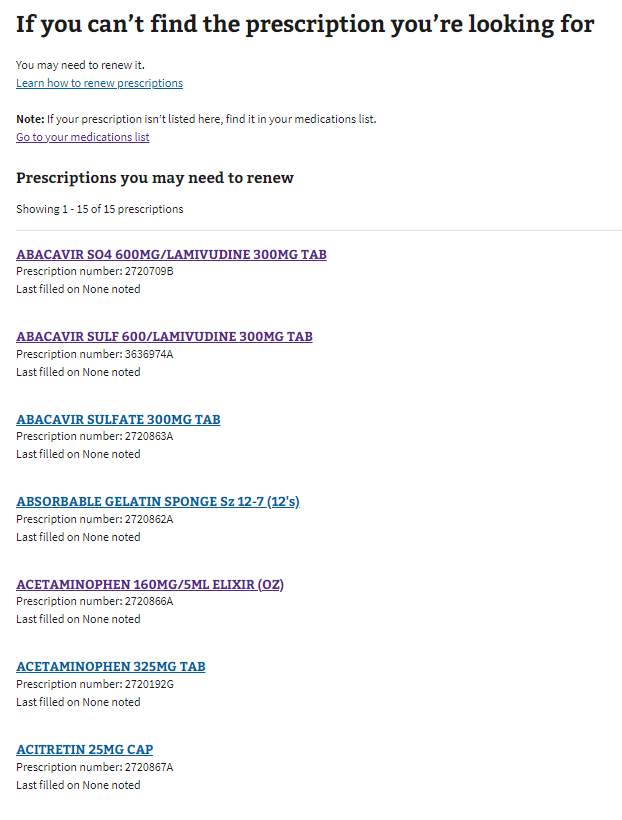 If you can’t find the prescription you’re looking for
You may need to renew it.
Learn how to renew prescriptions
Note: If your prescription isn’t listed here, find it in your medications list.
Go to your medications list
Prescriptions you may need to renew
Showing 1 - 15 of 15 prescriptions
ABACAVIR SO4 600MG/LAMIVUDINE 300MG TAB
Prescription number: 2720709B
Last filled on None noted
ABACAVIR SULF 600/LAMIVUDINE 300MG TAB
Prescription number: 3636974A
Last filled on None noted
ABACAVIR SULFATE 300MG TAB
Prescription number: 2720863A
Last filled on None noted
ABSORBABLE GELATIN SPONGE Sz 12-7 (12's)
Prescription number: 2720862A
Last filled on None noted
ACETAMINOPHEN 160MG/5ML ELIXIR (OZ)
Prescription number: 2720866A
Last filled on None noted
ACETAMINOPHEN 325MG TAB
Prescription number: 2720192G
Last filled on None noted
ACITRETIN 25MG CAP
Prescription number: 2720867A
Last filled on None noted